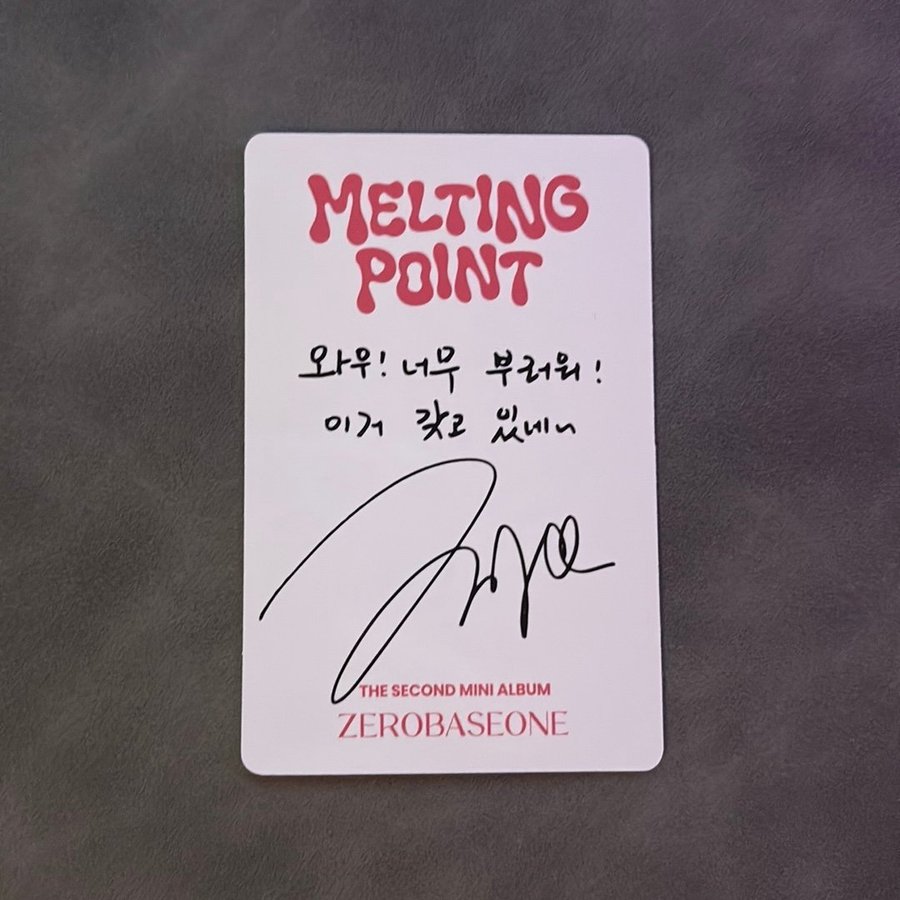 MELTING
POINT
와우! 너무 부러워!
이거 갖고 있네~
THE SECOND MINI ALBUM
ZEROBASEONE